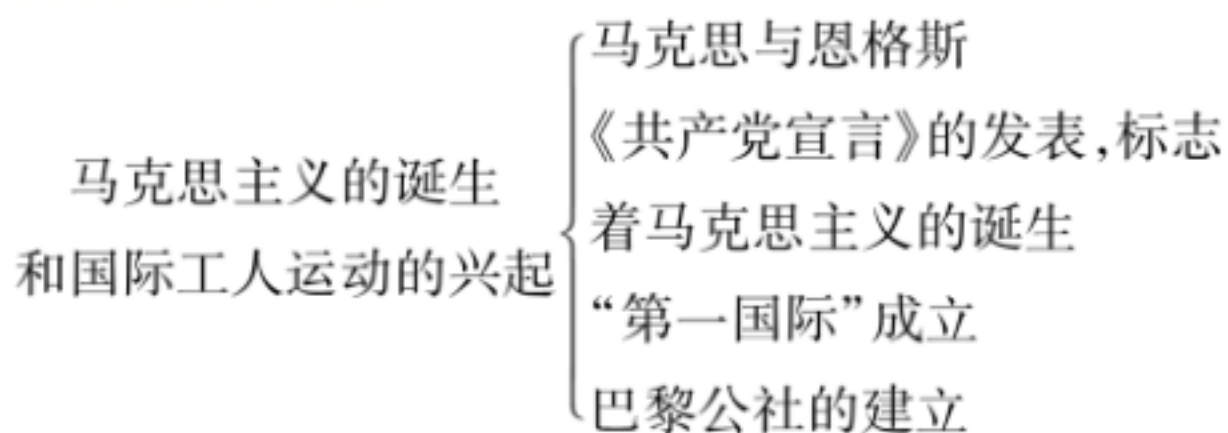 马克思主义的诞生
和国际工人运动的兴起
马克思与恩格斯
《共产党宣言》的发表,标志
着马克思主义的诞生
“第一国际”成立
巴黎公社的建立